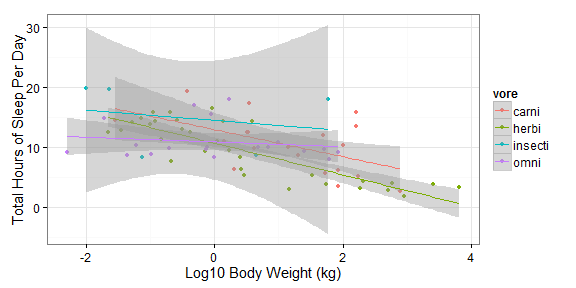 Total Hours of Sleep Per Day
30
20
10
0
-2
0
2
4
Log10 Body Weight (kg)
vore
carni
herbi
insecti
omni